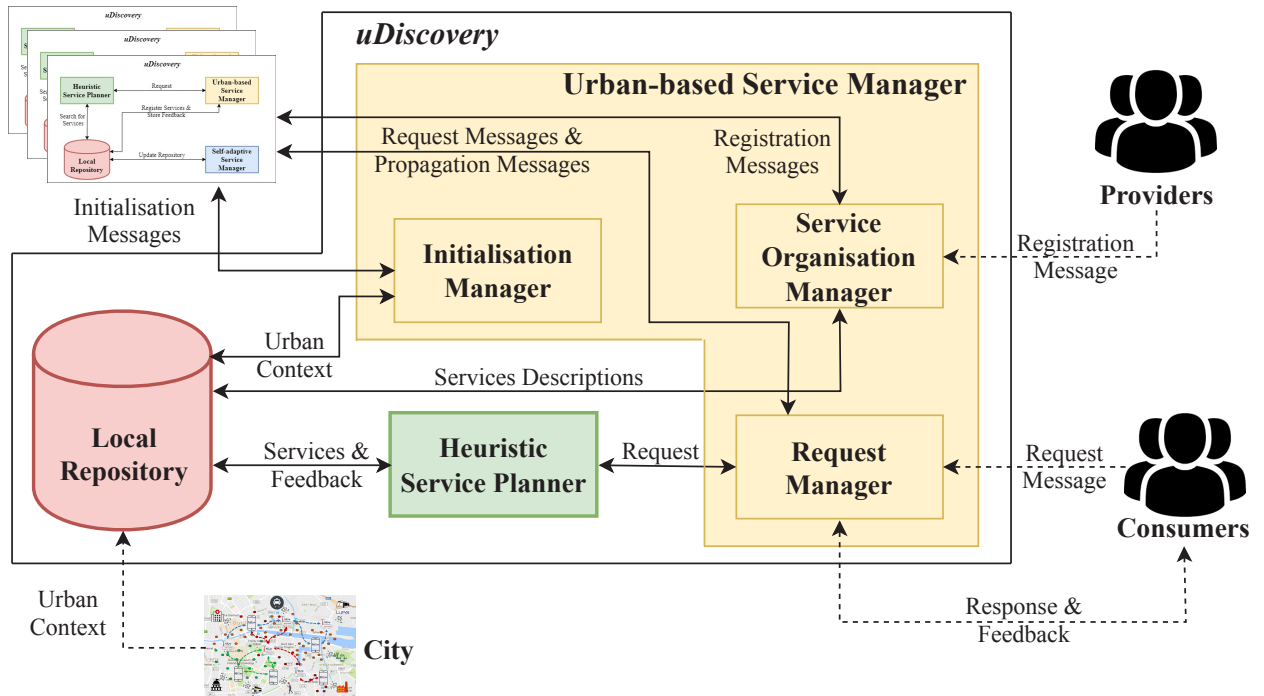 uDiscovery
uDiscovery
uDiscovery
Heuristic
Service Planner
Request
Urban-based
Service
Manager
Search for
Services
Register Services &
Store Feedback
Local
Repository
Update Repository
Self-adaptive
Service
Manager
uDiscovery
Urban-based Service Manager
Request Messages &
Propagation Messages
Registration
Messages
Initialisation
Messages
Initialisation
Manager
Service
Organisation
Manager
Providers
Registration
Message
Urban
Context
Services Descriptions
Local
Repository
Services &
Feedback
Heuristic
Service Planner
Request
Request
Manager
Request
Message
Consumers
Urban
Context
City
Response &
Feedback